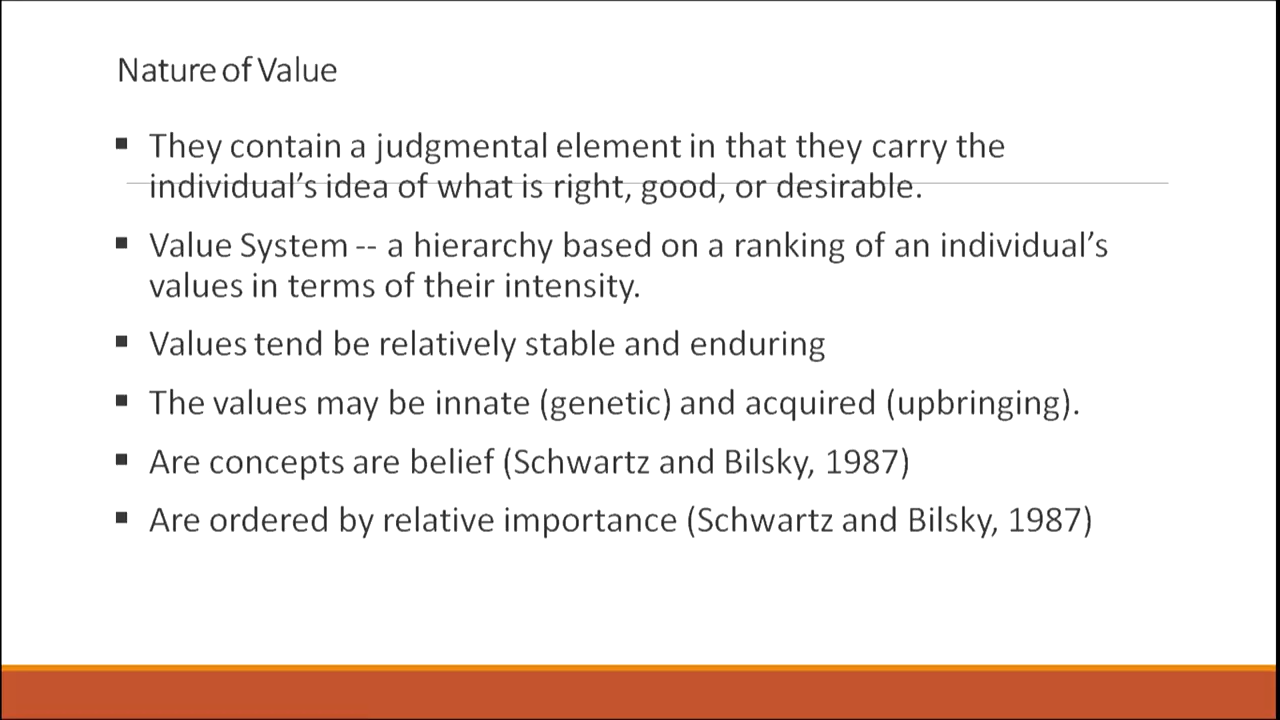 Nature of Value
▪ They contain a judgmental element in that they carry the
individual’s idea of what is right, good, or desirable.
▪ Value System -- a hierarchy based on a ranking of an individual’s
values in terms of their intensity.
▪ Values tend be relatively stable and enduring
▪ The values may be innate (genetic) and acquired (upbringing).
▪ Are concepts are belief (Schwartz and Bilsky, 1987)
▪ Are ordered by relative importance (Schwartz and Bilsky, 1987)